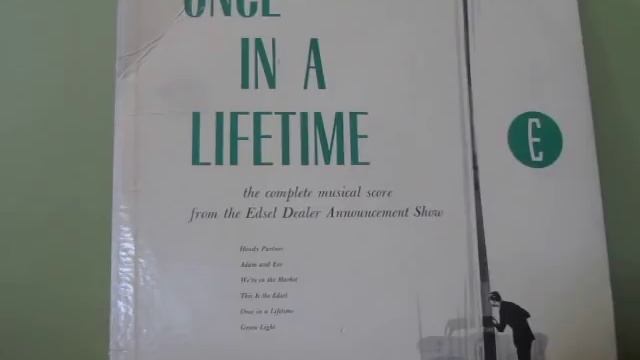 ONCE
IN A
LIFETIME
E
the complete musical score
from the Edsel Dealer Announcement Show
Howdy Partner
Adam and Eve
We're in the Market
This Is the Edsel
Once in a Lifetime
Green Light